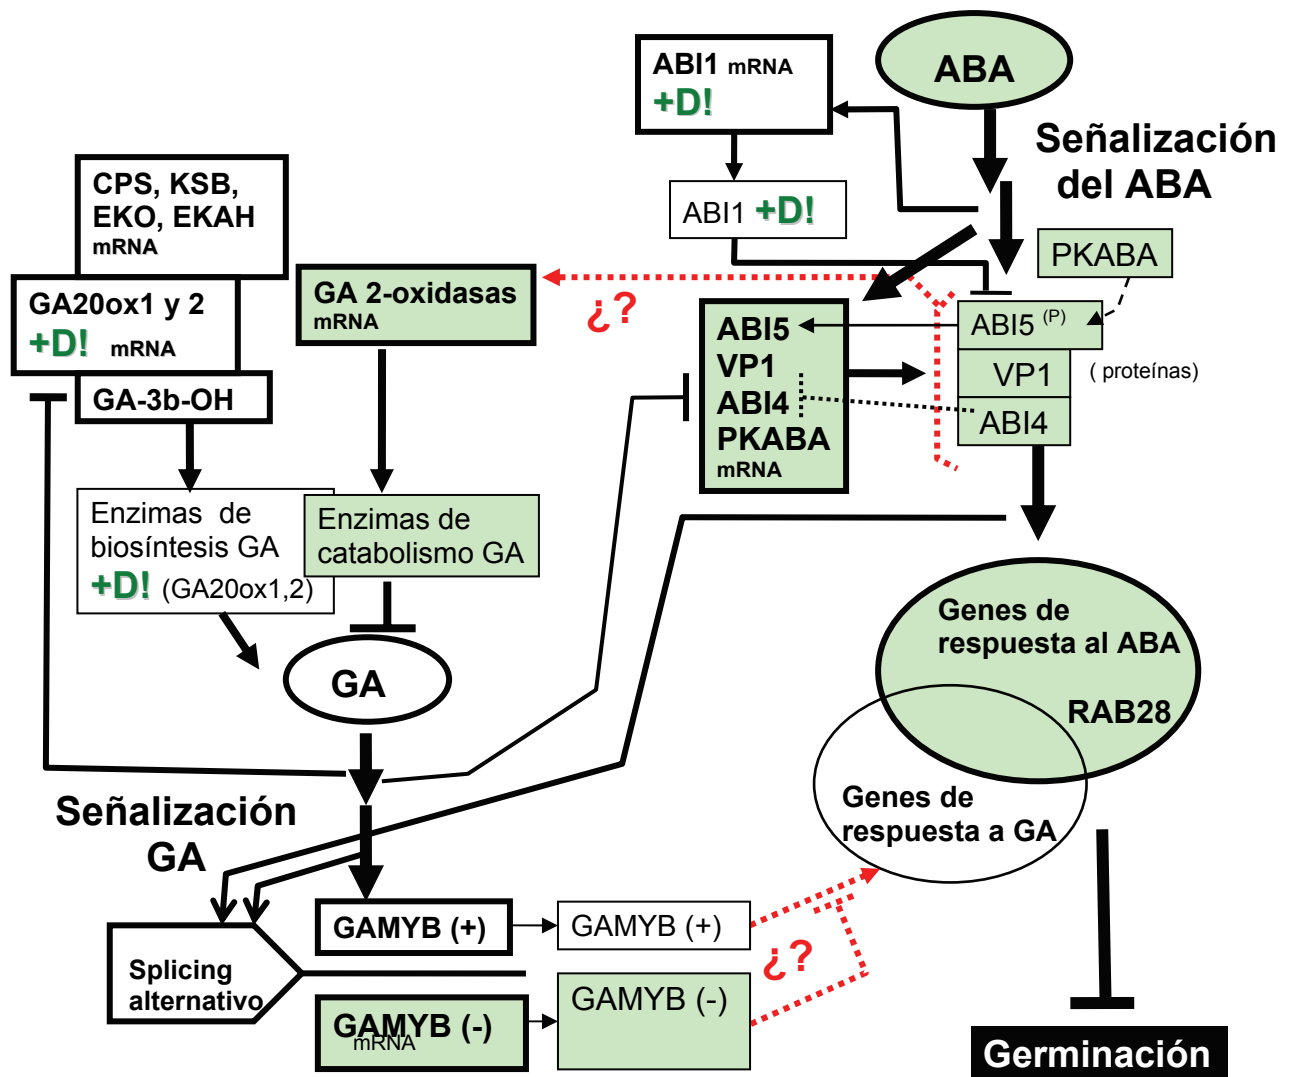 ABI1 mRNA
+D!
ABA
Señalización
del ABA
ABI1 +D!
PKABA
CPS, KSB,
EKO, EKAH
mRNA
GA20ox1 y 2
+D! mRNA
GA-3b-OH
GA 2-oxidasas
mRNA
¿?
ABI5
VP1
ABI4
PKABA
mRNA
ABI5 (P)
VP1
ABI4
( proteínas)
Enzimas de
biosíntesis GA
+D! (GA20ox1,2)
Enzimas de
catabolismo GA
GA
Genes de
respuesta al ABA
RAB28
Genes de
respuesta a GA
Señalización
GA
GAMYB (+)
GAMYB (+)
¿?
Splicing
alternativo
GAMYB (-)
mRNA
GAMYB (-)
Germinación